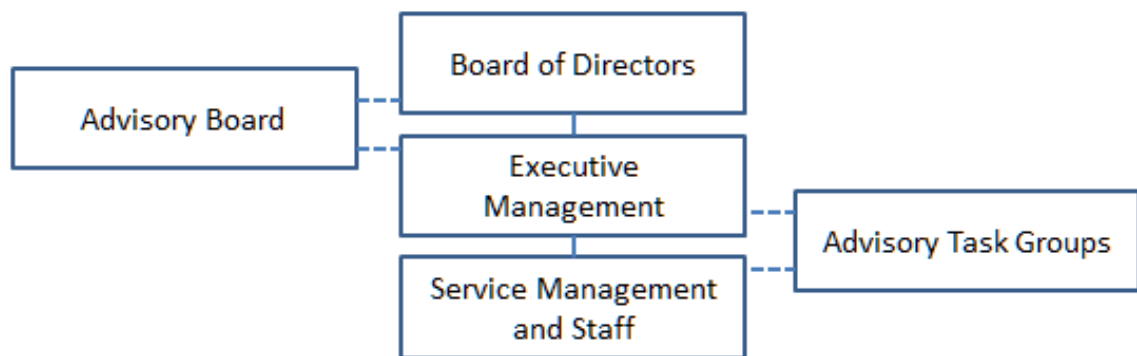 Board of Directors
Advisory Board
Executive
Management
Advisory Task Groups
Service Management
and Staff